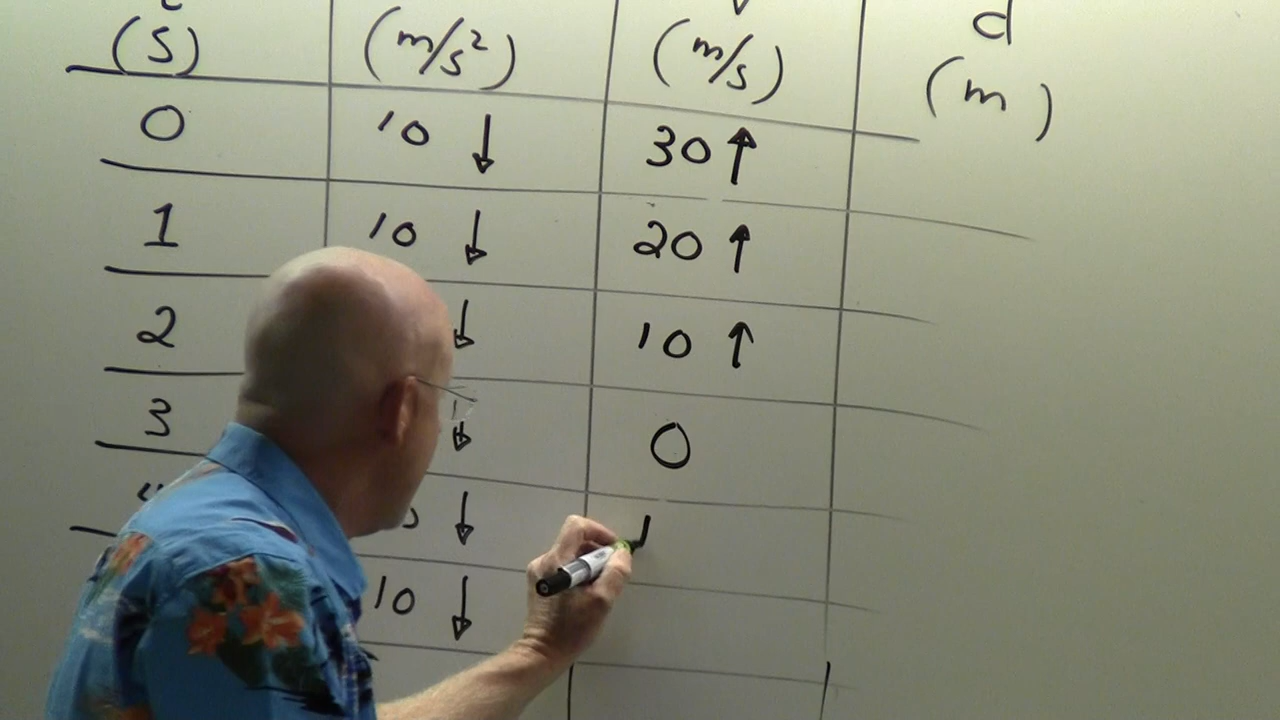 v d
(S) (m/s²) (m/s) (m)
0 10 ↓ 30 ↑
1 10 ↓ 20 ↑
2 ↓ 10 ↑
3 ↓ 0
↓
10 ↓